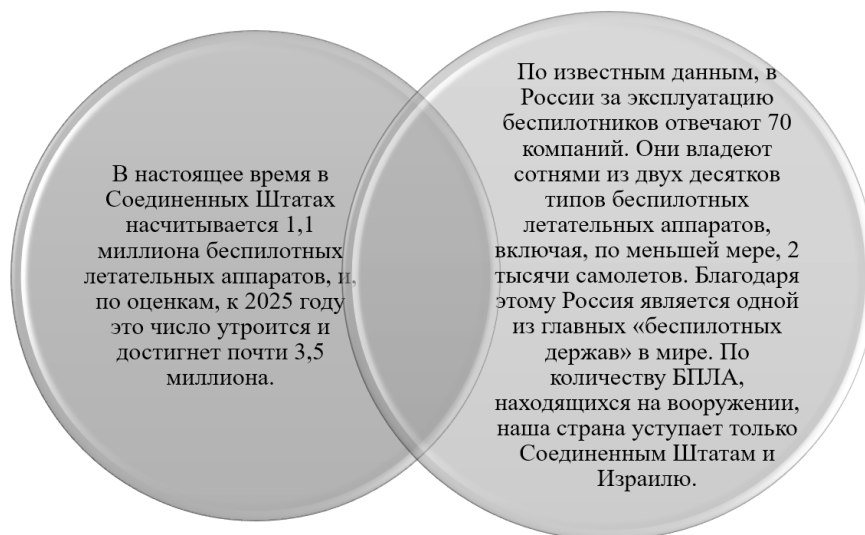 В настоящее время в
Соединенных Штатах
насчитывается 1,1
миллиона беспилотных
летательных аппаратов, и,
по оценкам, к 2025 году
это число утроится и
достигнет почти 3,5
миллиона.
По известным данным, в
России за эксплуатацию
беспилотников отвечают 70
компаний. Они владеют
сотнями из двух десятков
типов беспилотных
летательных аппаратов,
включая, по меньшей мере, 2
тысячи самолетов. Благодаря
этому Россия является одной
из главных «беспилотных
держав» в мире. По
количеству БПЛА,
находящихся на вооружении,
наша страна уступает только
Соединенным Штатам и
Израилю.